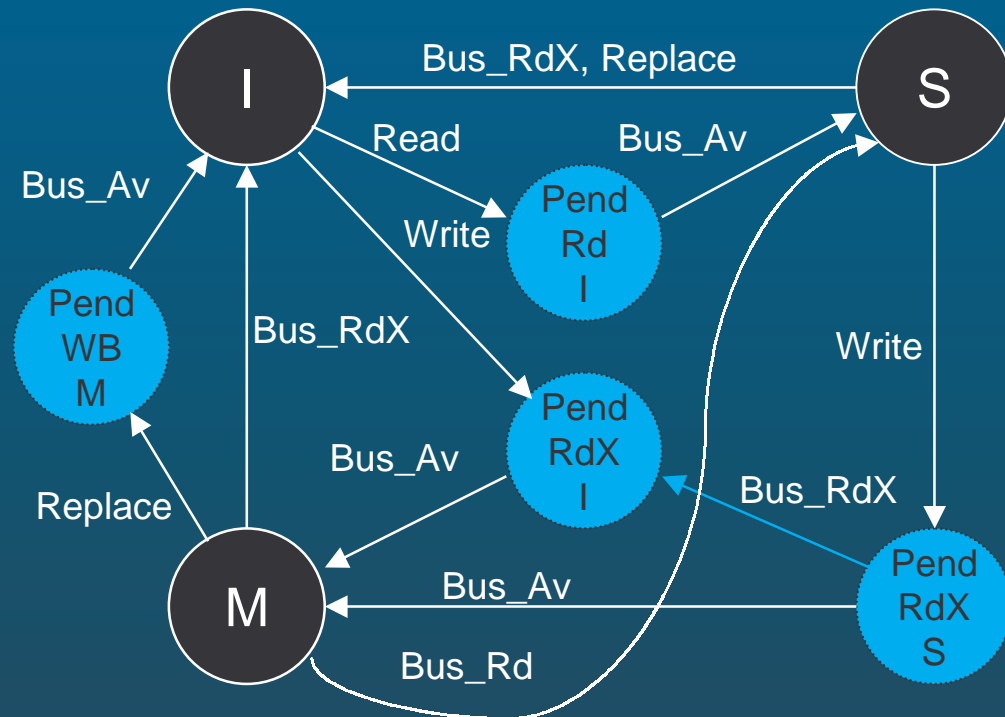 I
Bus_RdX, Replace
S
Read
Bus_Av
Bus_Av
Pend
Rd
I
Write
Pend
WB
M
Bus_RdX
Write
Pend
RdX
I
Bus_Av
Replace
Bus_RdX
M
Bus_Av
Pend
RdX
S
Bus_Rd